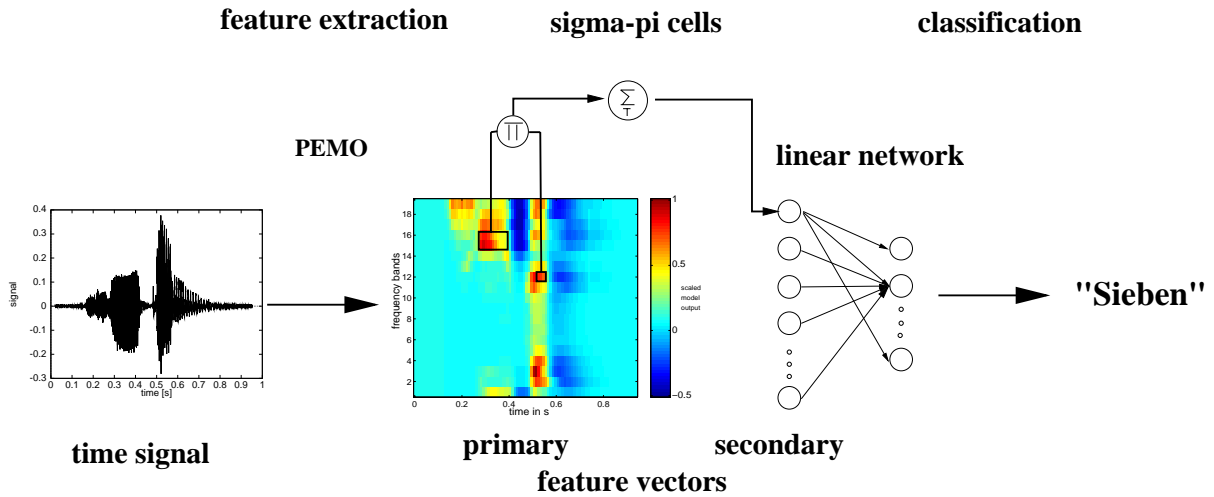 feature extraction
sigma-pi cells
classification
PEMO
∏
∑
T
linear network
signal
0.4
0.3
0.2
0.1
0
-0.1
-0.2
-0.3
0 0.1 0.2 0.3 0.4 0.5 0.6 0.7 0.8 0.9 1
time [s]
frequency bands
18
16
14
12
10
8
6
4
2
0 0.2 0.4 0.6 0.8
time in s
1
0.5
0
−0.5
scaled
model
output
"Sieben"
time signal
primary
secondary
feature vectors